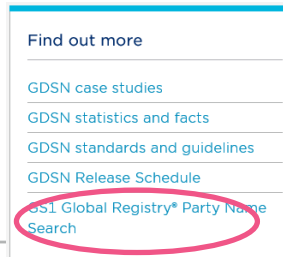 Find out more
GDSN case studies
GDSN statistics and facts
GDSN standards and guidelines
GDSN Release Schedule
GS1 Global Registry® Party Name
Search